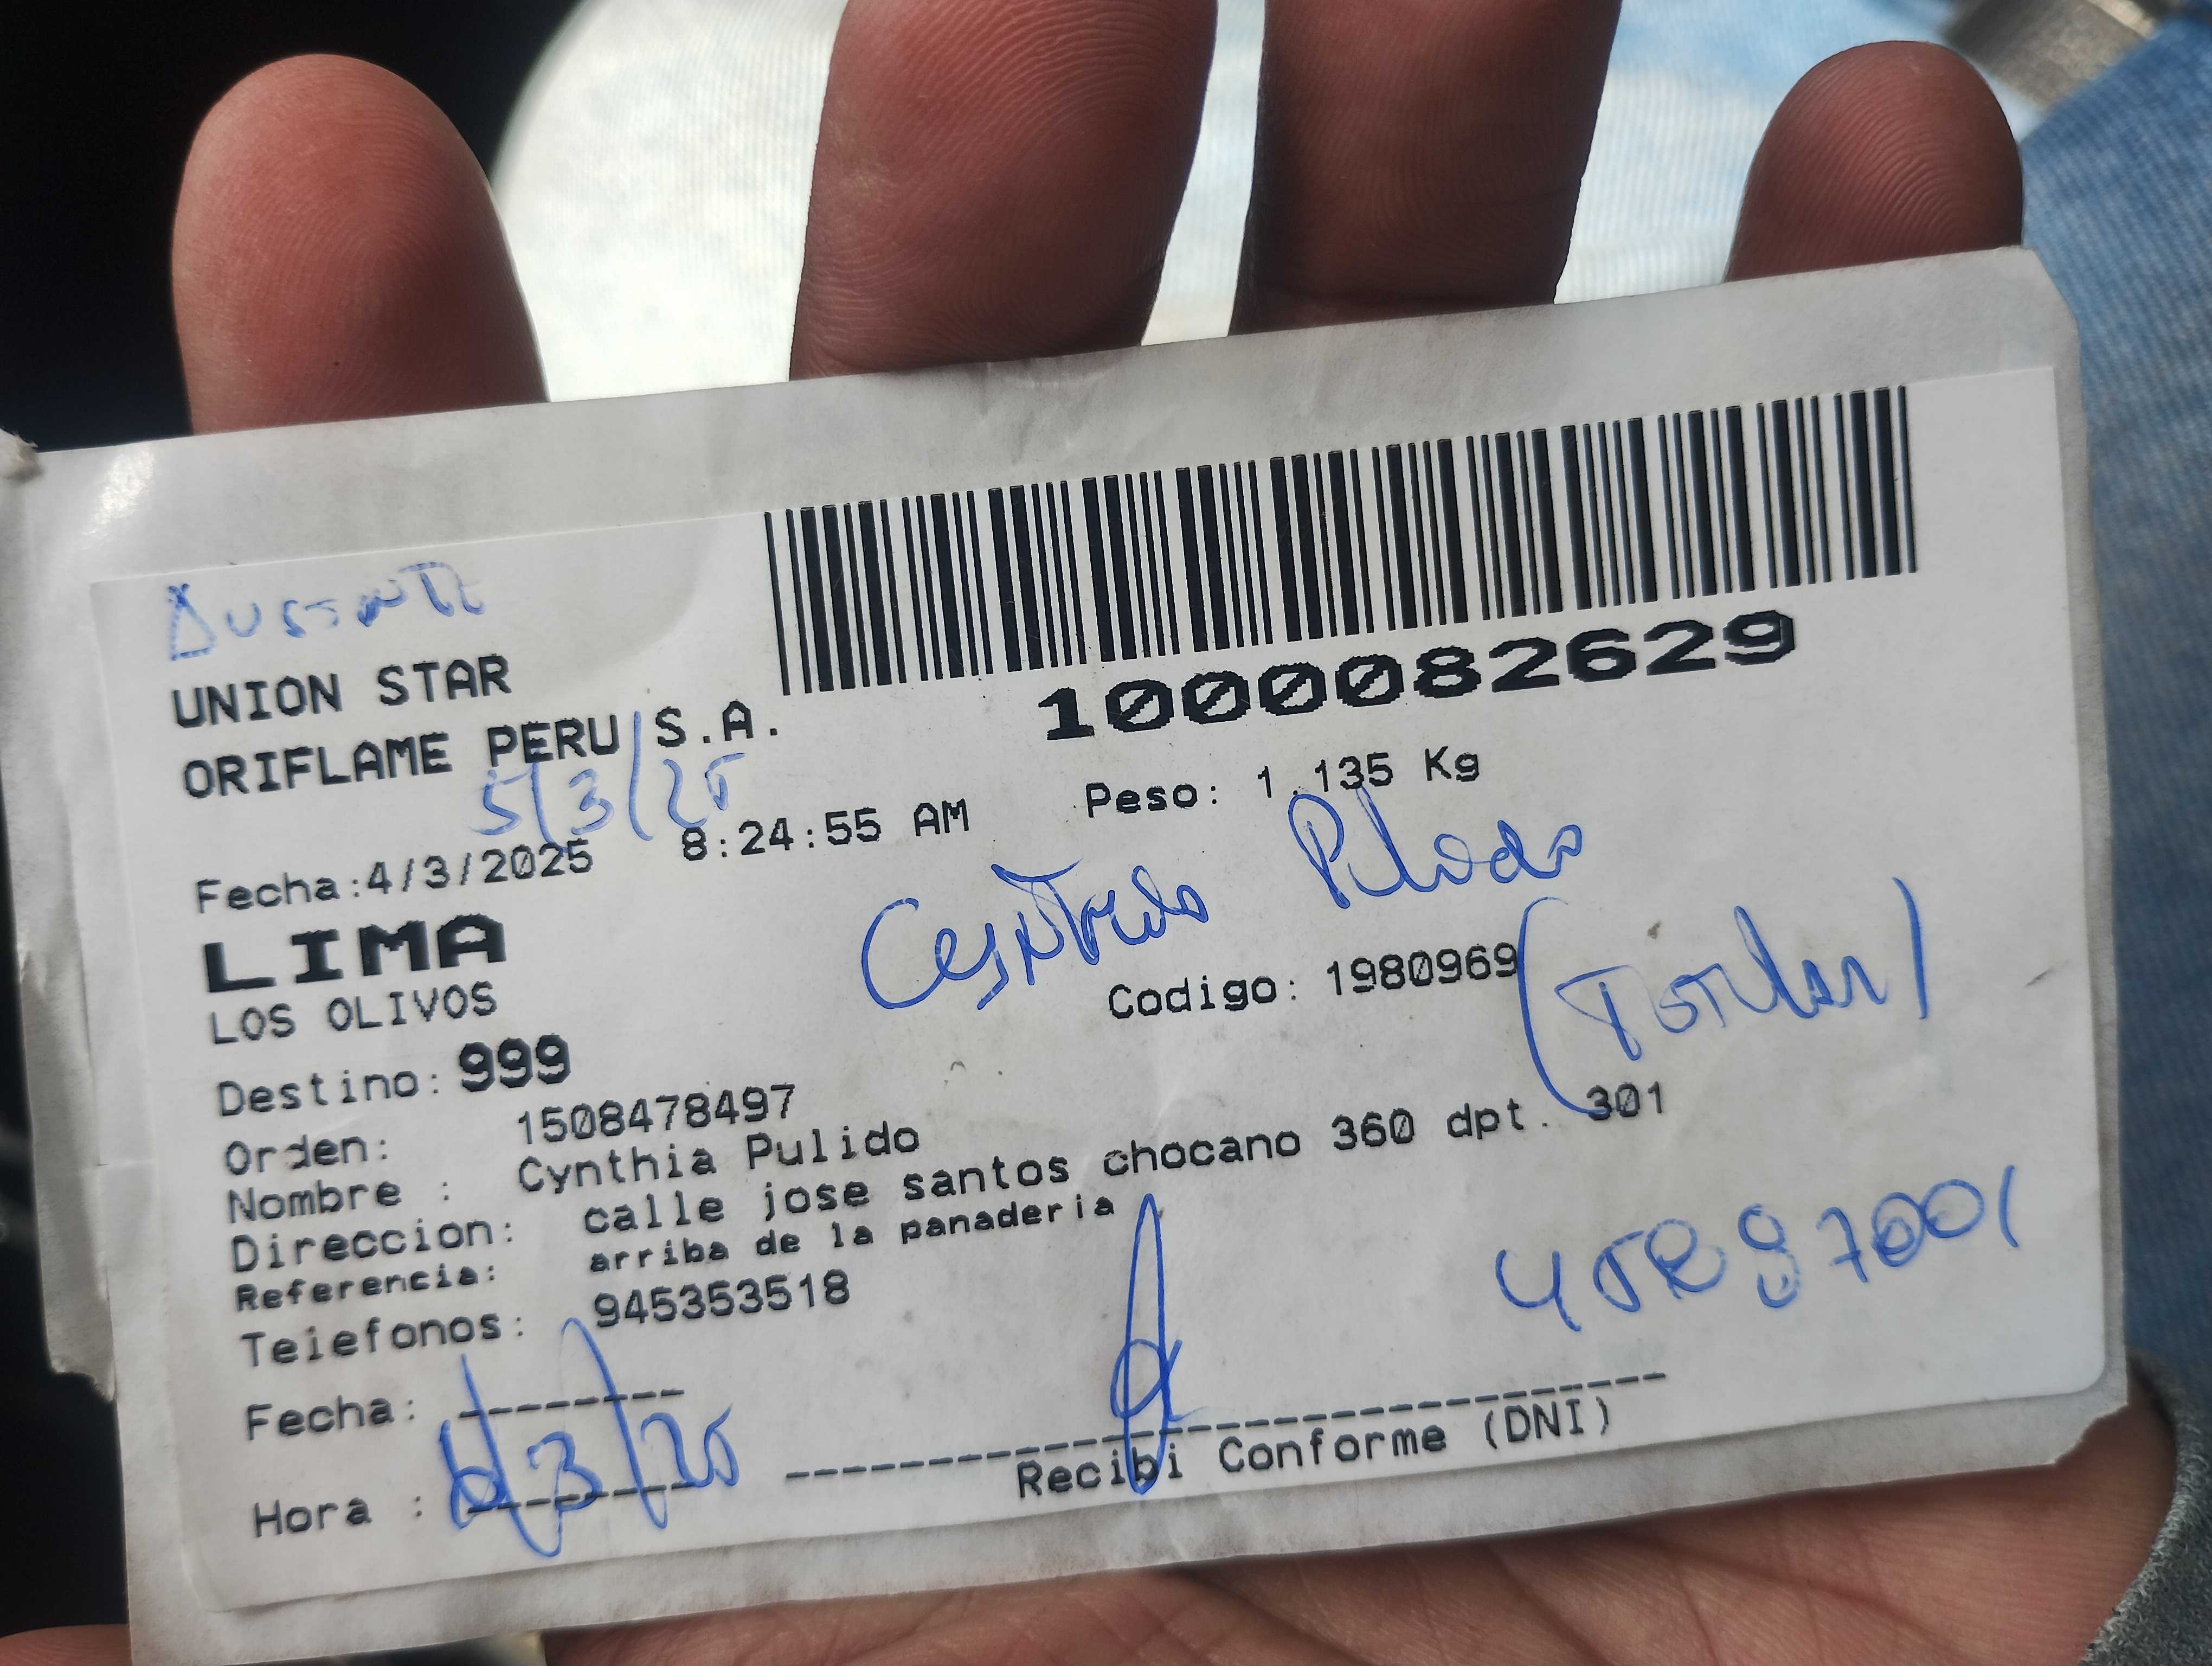 UNION STAR
ORIFLAME PERU S.A.
1000082629
5/3/25
Fecha:4/3/2025 8:24:55 AM
Peso: 1.135 Kg
LIMA
LOS OLIVOS
Codigo: 1980969
Destino: 999
Orden: 1508478497
Nombre : Cynthia Pulido
Direccion: calle jose santos chocano 360 dpt. 301
Referencia: arriba de la panaderia
Telefonos: 945353518
Fecha:
Hora :
Recibi Conforme (DNI)